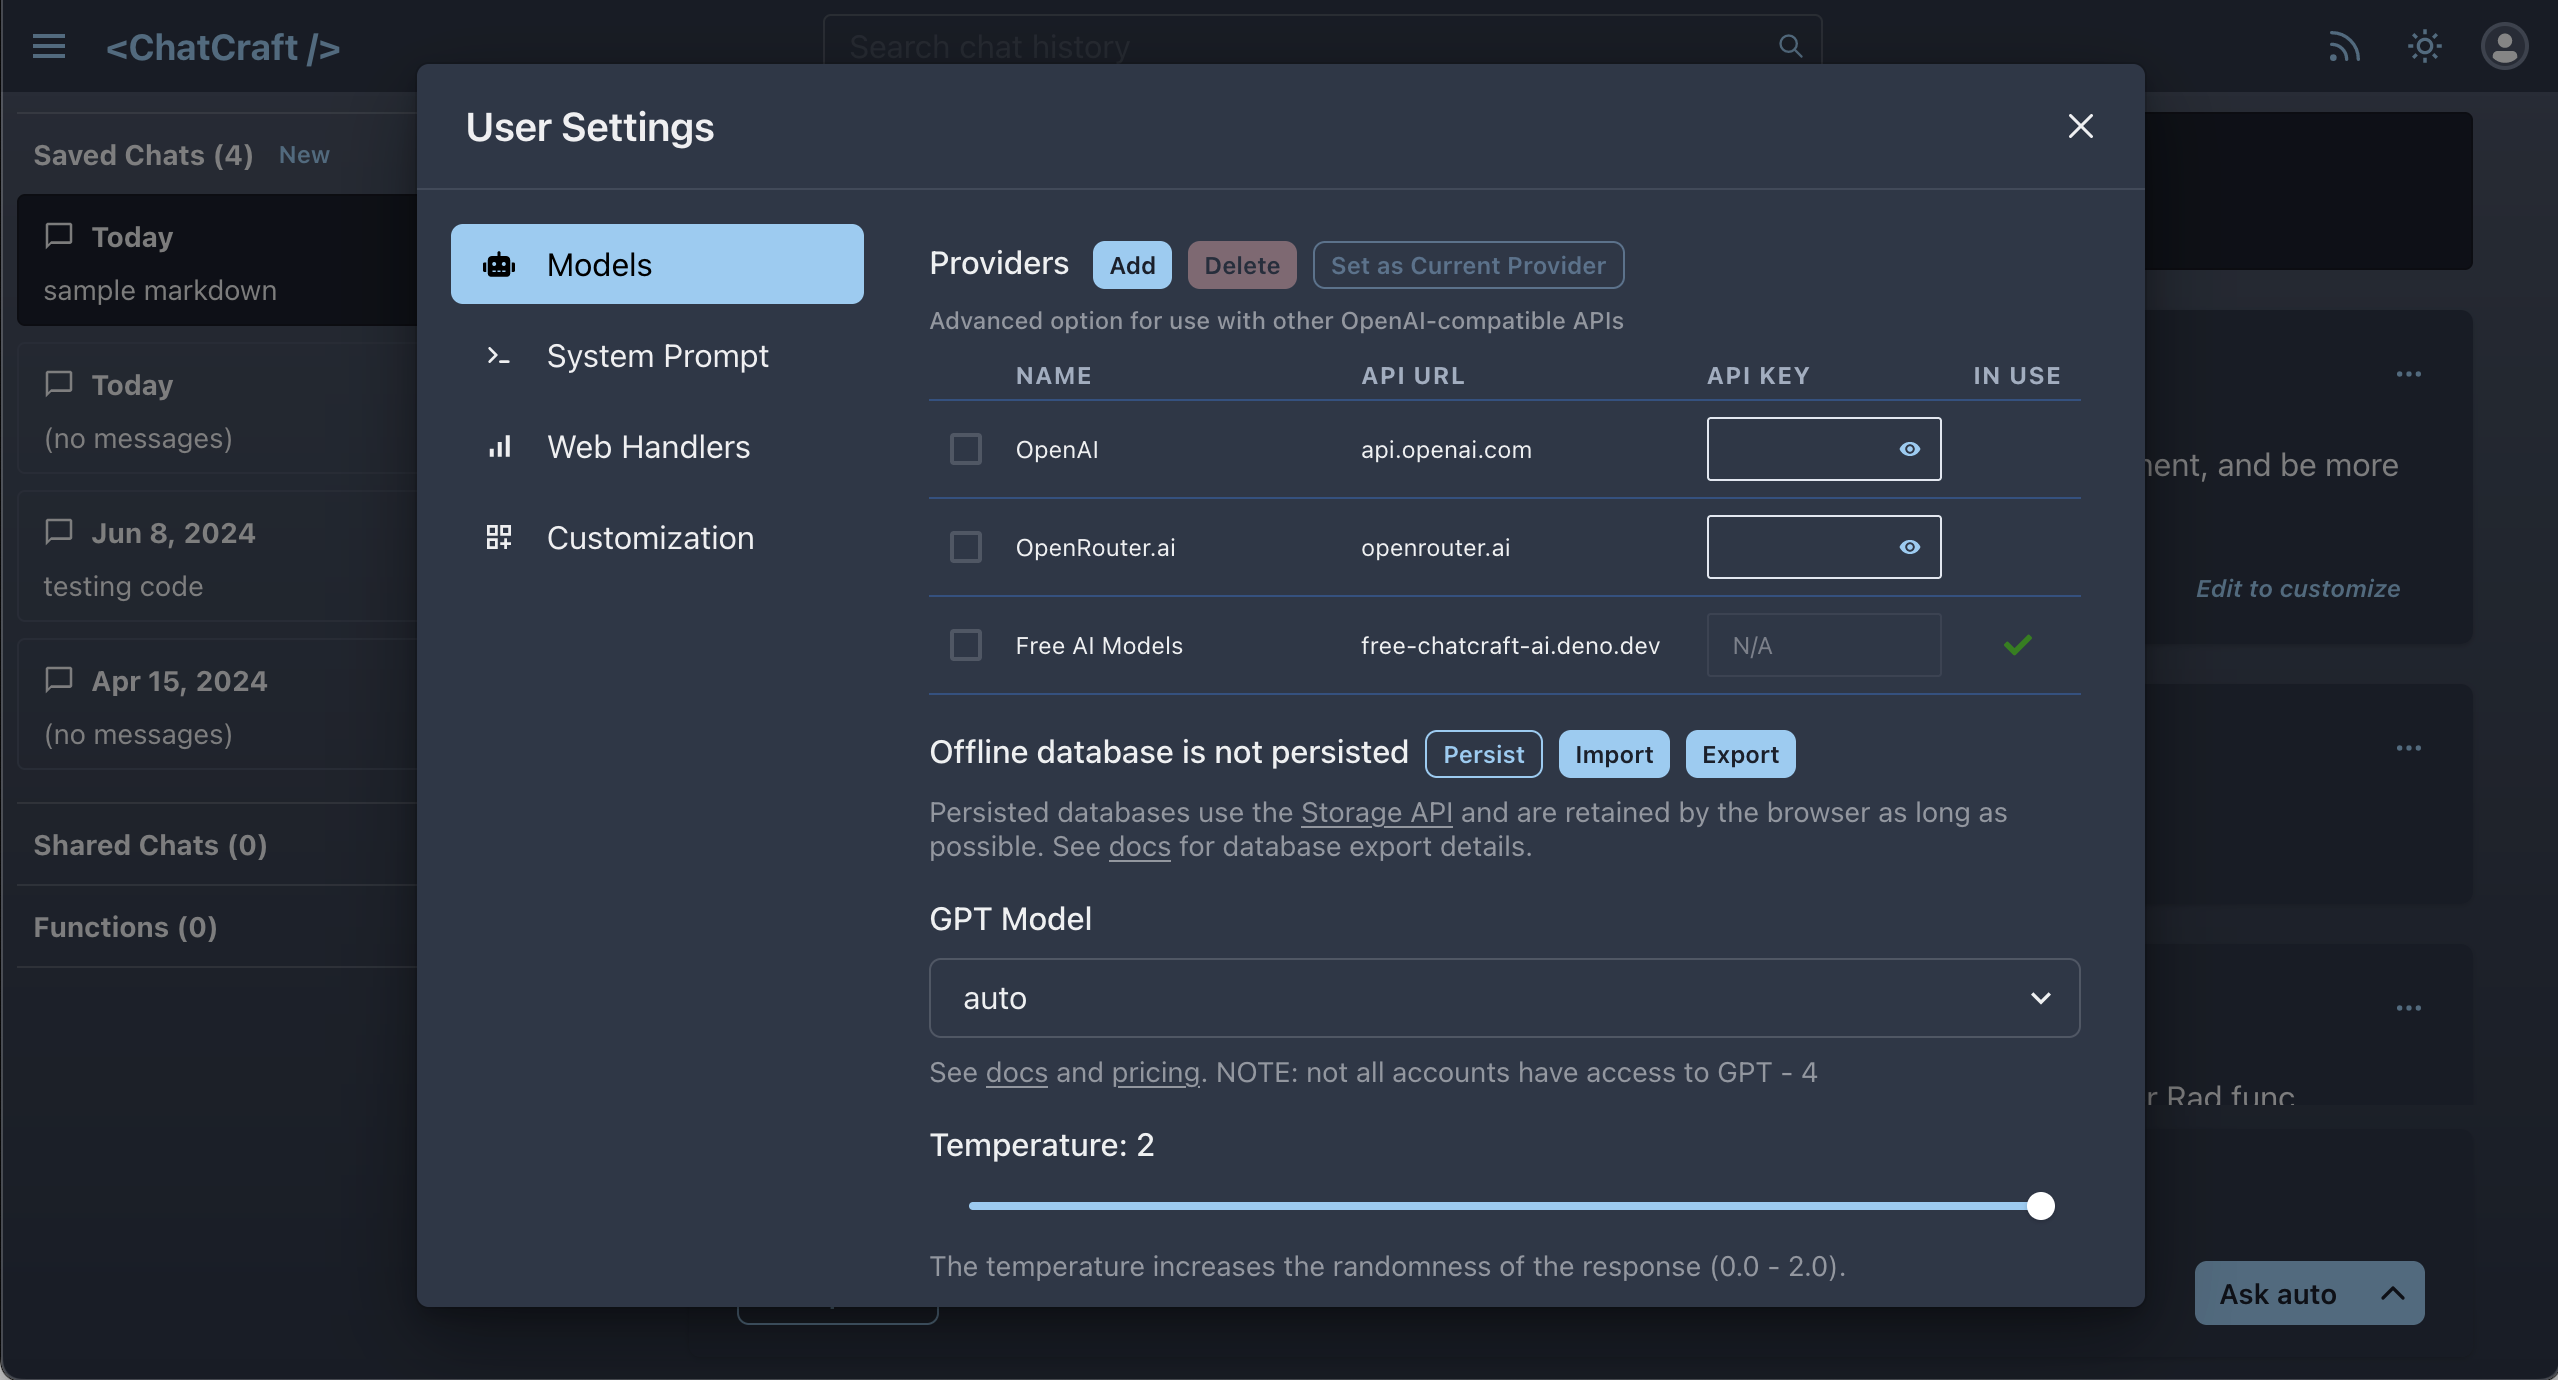 <ChatCraft />
Search chat history
Saved Chats (4) New
Today
sample markdown
Today
(no messages)
Jun 8, 2024
testing code
Apr 15, 2024
(no messages)
Shared Chats (0)
Functions (0)
User Settings
Models
System Prompt
Web Handlers
Customization
Providers Add Delete Set as Current Provider
Advanced option for use with other OpenAI-compatible APIs
NAME API URL API KEY IN USE
OpenAI api.openai.com
OpenRouter.ai openrouter.ai
Free AI Models free-chatcraft-ai.deno.dev N/A
Offline database is not persisted Persist Import Export
Persisted databases use the Storage API and are retained by the browser as long as
possible. See docs for database export details.
GPT Model
auto
See docs and pricing. NOTE: not all accounts have access to GPT - 4
Temperature: 2
The temperature increases the randomness of the response (0.0 - 2.0).
and be more
Edit to customize
Rad func
Ask auto